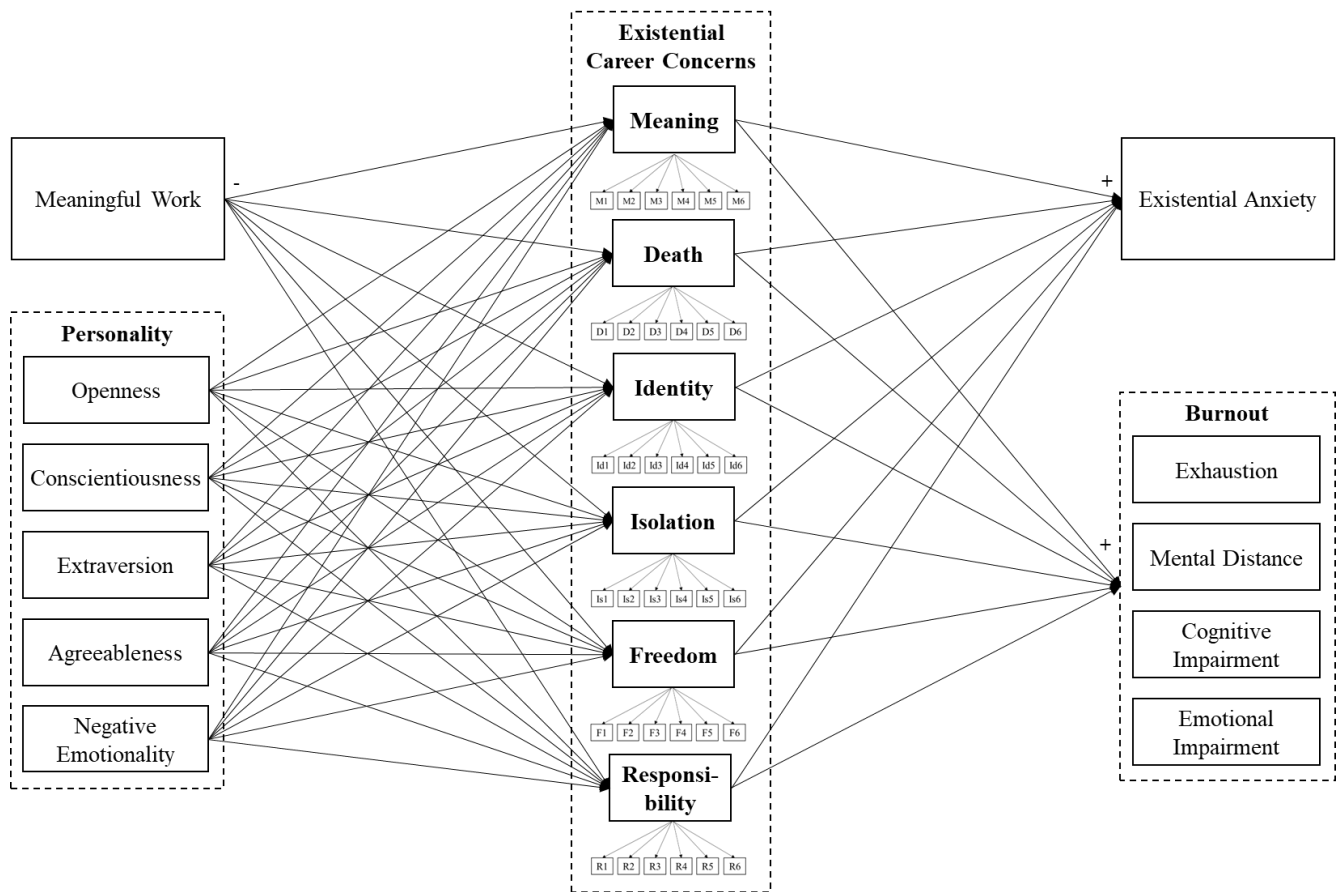 Existential
Career Concerns
Meaning
M1 M2 M3 M4 M5 M6
Death
D1 D2 D3 D4 D5 D6
Identity
Id1 Id2 Id3 Id4 Id5 Id6
Isolation
Is1 Is2 Is3 Is4 Is5 Is6
Freedom
F1 F2 F3 F4 F5 F6
Responsi-
bility
R1 R2 R3 R4 R5 R6
Meaningful Work
-
Personality
Openness
Conscientiousness
Extraversion
Agreeableness
Negative
Emotionality
+
Existential Anxiety
+
Burnout
Exhaustion
Mental Distance
Cognitive
Impairment
Emotional
Impairment